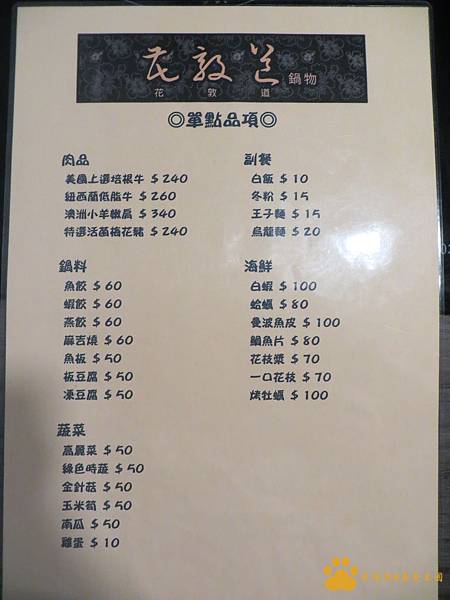 花敦道 鍋物
花敦道
◎單點品項◎
肉品
美國上選培根牛 $240
紐西蘭低脂牛 $260
澳洲小羊嫩肩 $340
特選活菌梅花豬 $240
鍋料
魚餃 $60
蝦餃 $60
燕餃 $60
麻吉燒 $60
魚板 $50
板豆腐 $50
凍豆腐 $50
蔬菜
高麗菜 $50
綠色時蔬 $50
金針菇 $50
玉米筍 $50
南瓜 $50
雞蛋 $10
副餐
白飯 $10
冬粉 $15
王子麵 $15
烏龍麵 $20
海鮮
白蝦 $100
蛤蠣 $80
曼波魚皮 $100
鯛魚片 $80
花枝漿 $70
一口花枝 $70
烤牡蠣 $100